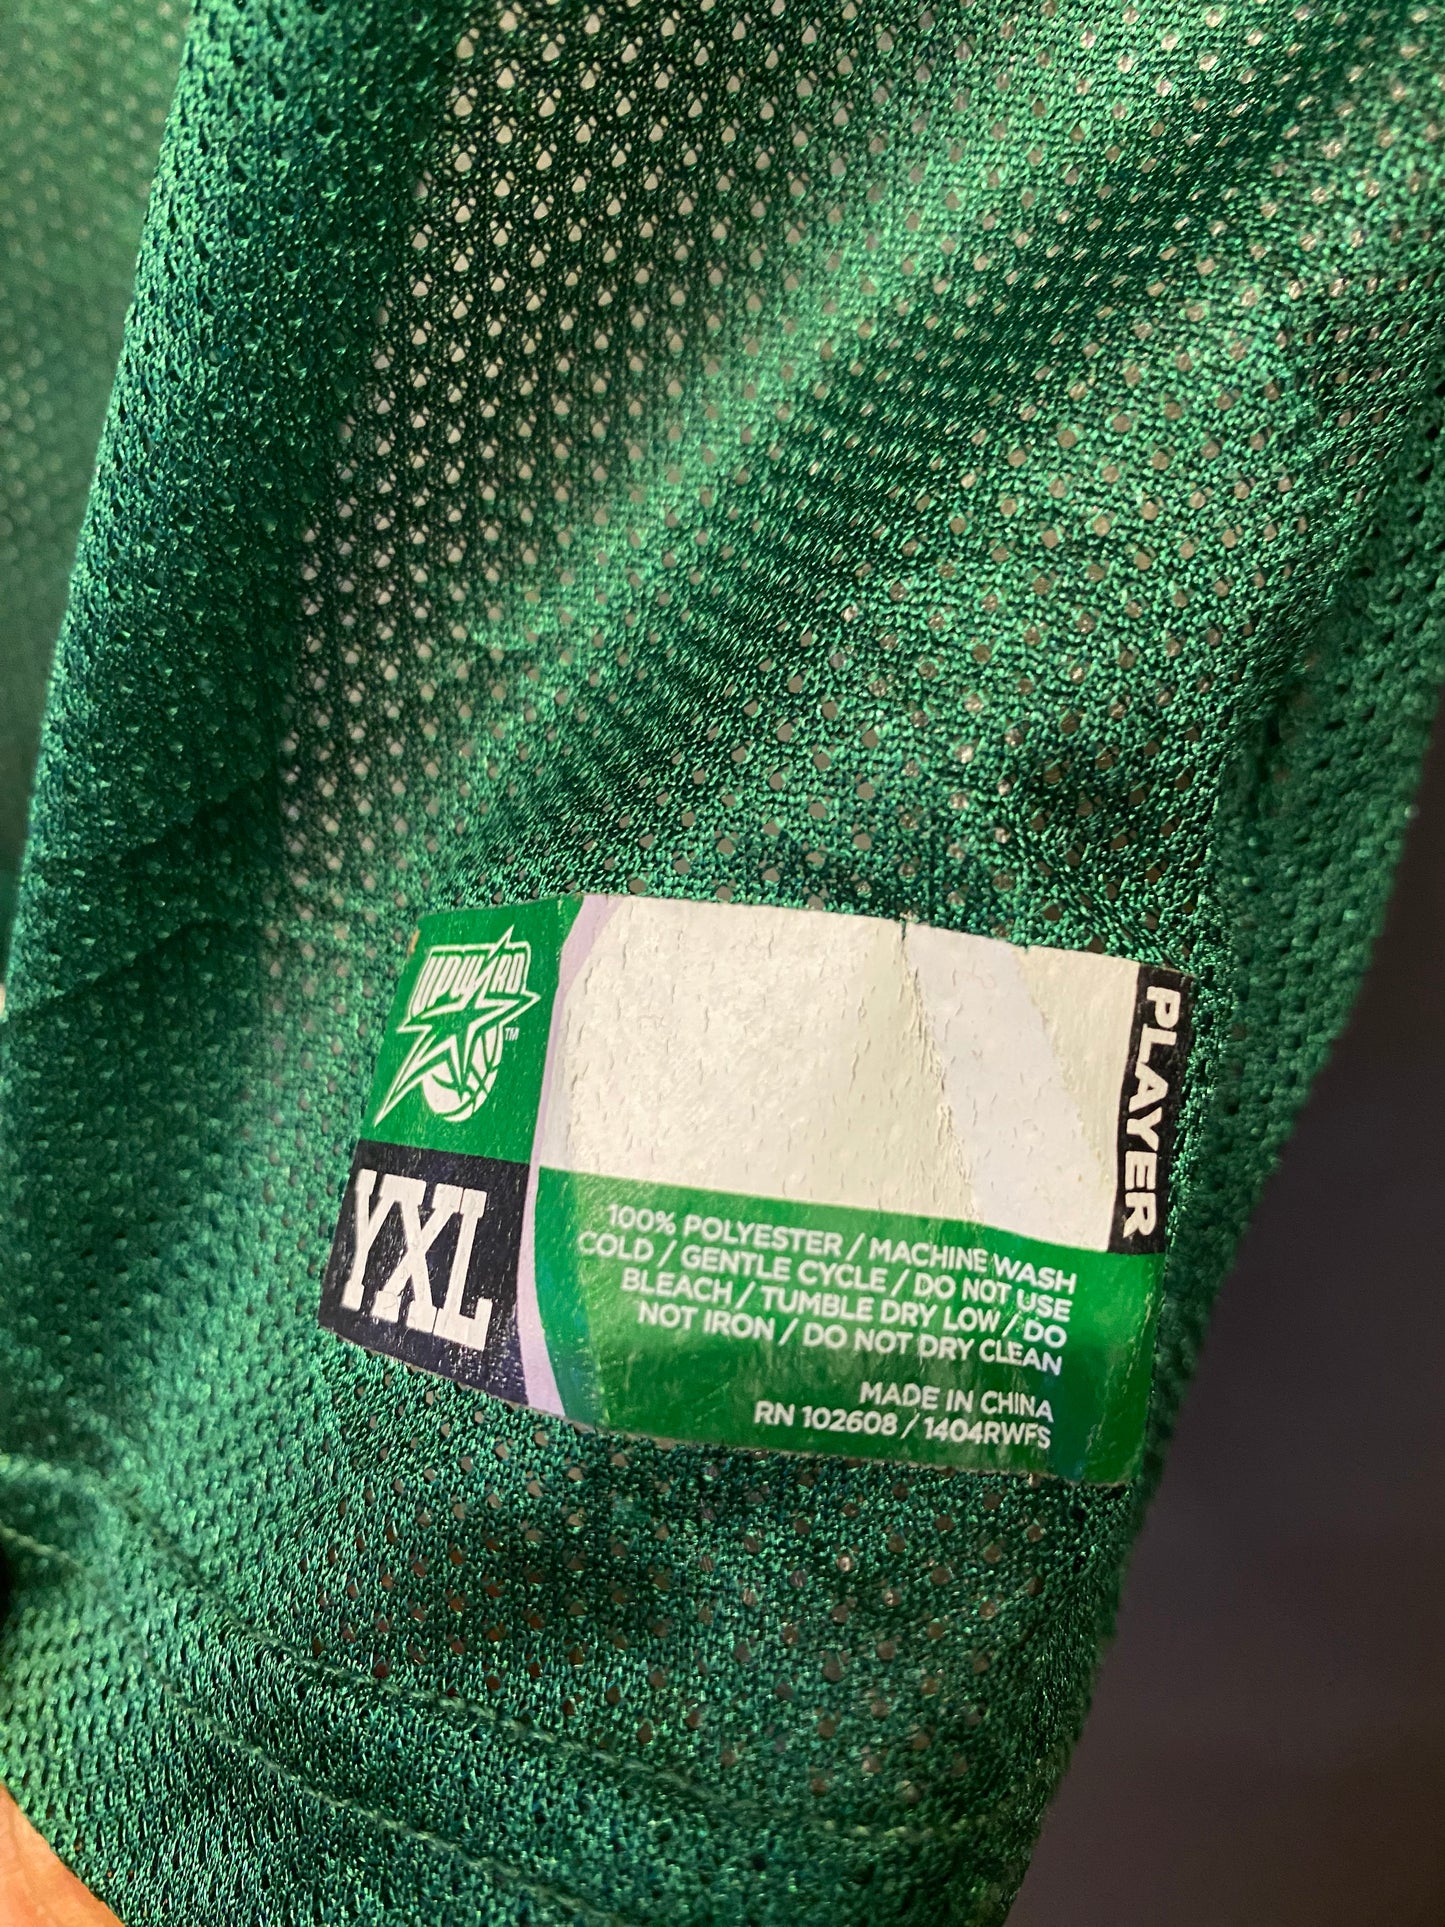 UPWARD
TM
YXL
PLAYER
100% POLYESTER / MACHINE WASH
COLD / GENTLE CYCLE / DO NOT USE
BLEACH / TUMBLE DRY LOW / DO
NOT IRON / DO NOT DRY CLEAN
MADE IN CHINA
RN 102608 / 1404RWFS